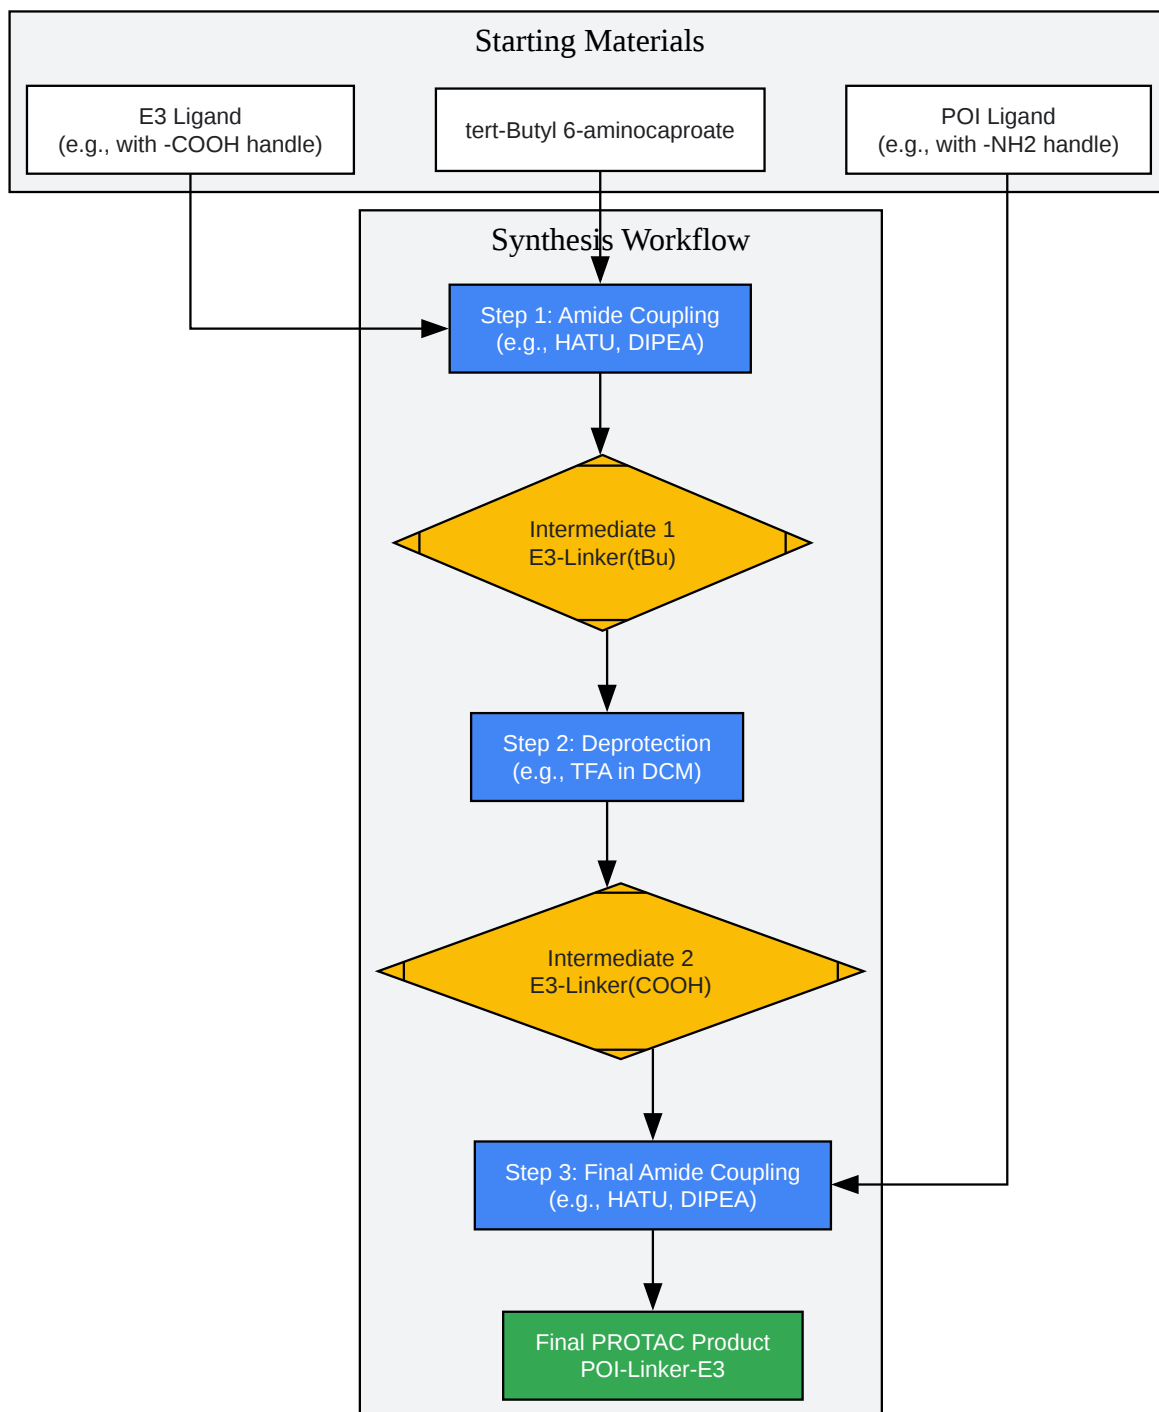 Starting Materials
E3 Ligand
(e.g., with -COOH handle)
tert-Butyl 6-aminocaproate
POI Ligand
(e.g., with -NH2 handle)
Synthesis Workflow
Step 1: Amide Coupling
(e.g., HATU, DIPEA)
Intermediate 1
E3-Linker(tBu)
Step 2: Deprotection
(e.g., TFA in DCM)
Intermediate 2
E3-Linker(COOH)
Step 3: Final Amide Coupling
(e.g., HATU, DIPEA)
Final PROTAC Product
POI-Linker-E3